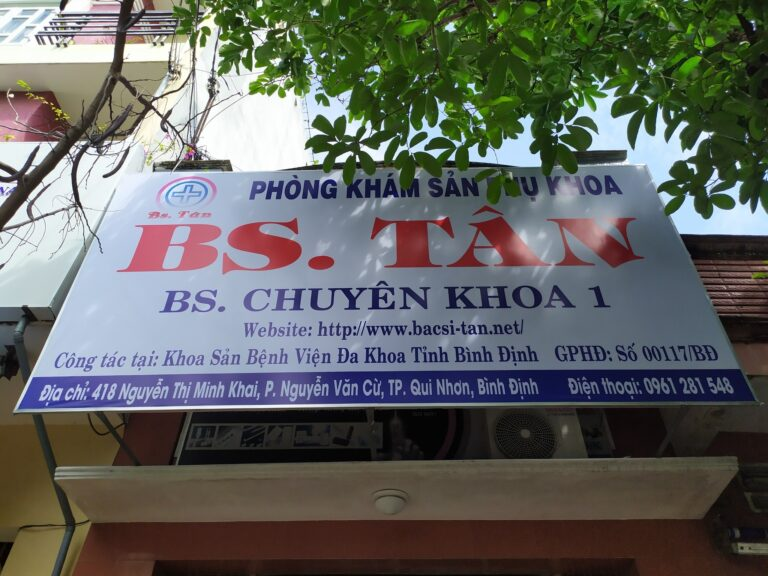 PHÒNG KHÁM SẢN PHỤ KHOA
Bs. Tân
BS. TÂN
BS. CHUYÊN KHOA 1
Website: http://www.bacsi-tan.net/
Công tác tại: Khoa Sản Bệnh Viện Đa Khoa Tỉnh Bình Định GPHĐ: Số 00117/BĐ
Địa chỉ: 418 Nguyễn Thị Minh Khai, P. Nguyễn Văn Cừ, TP. Qui Nhơn, Bình Định Điện thoại: 0961 281 548